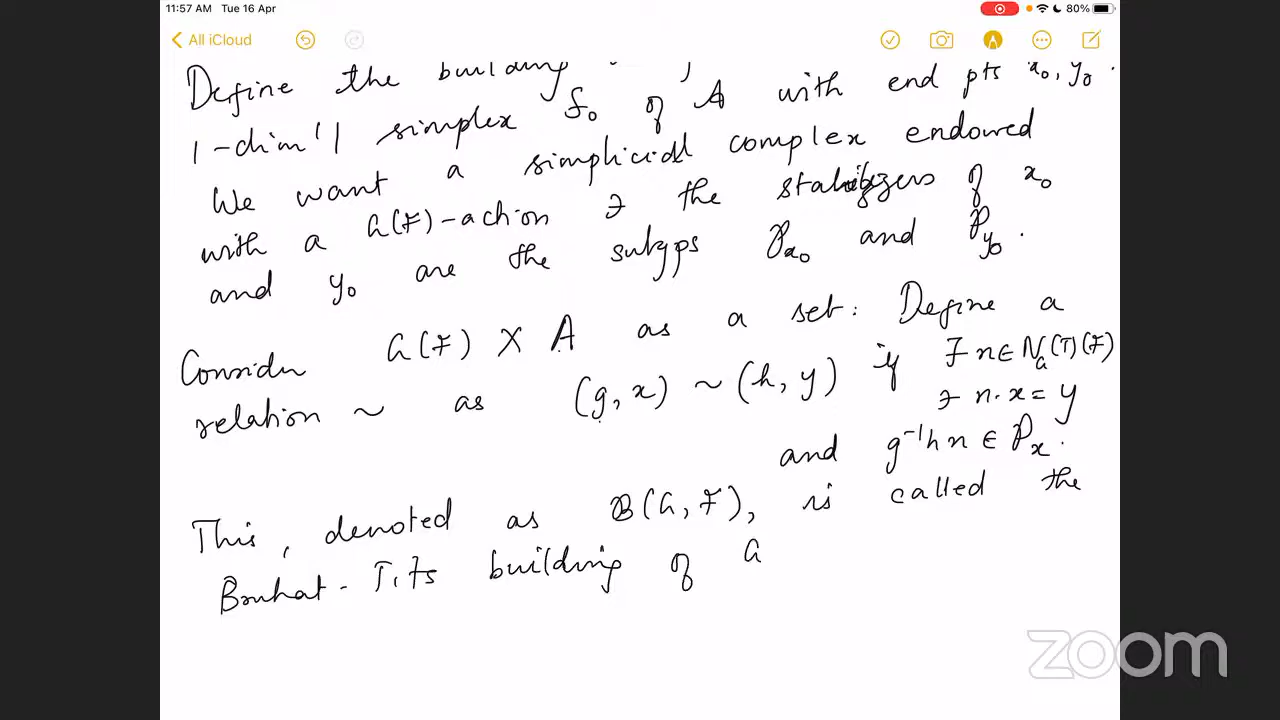 11:57 AM Tue 16 Apr
80%
All iCloud
Define the building
1-dim'l simplex F₀ of A with end pts x₀, y₀.
We want a simplicial complex endowed
with a G(F)-action ∋ the stabilizers of x₀
and y₀ are the subgps P_x₀ and P_y₀.
Consider G(F) × A as a set. Define a
relation ~ as (g, x) ~ (h, y) if ∃ n ∈ N_G(T)(F)
∋ n·x = y
and g⁻¹hn ∈ P_x.
This, denoted as B(G, F), is called the
Bruhat-Tits building of G
zoom